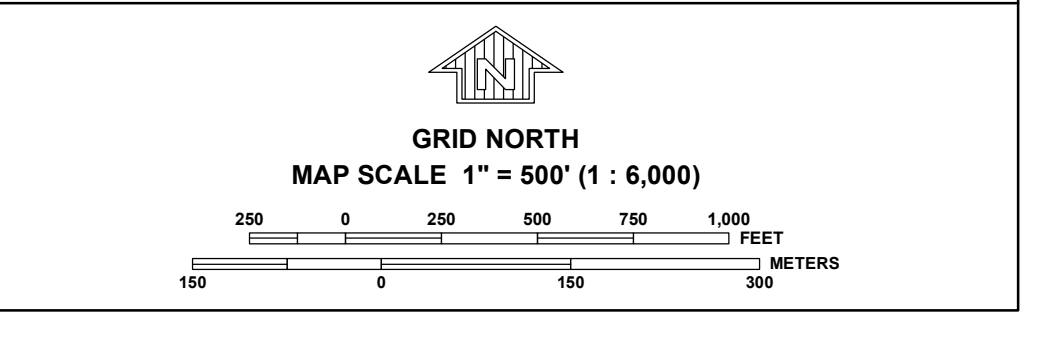 N
GRID NORTH
MAP SCALE 1" = 500' (1 : 6,000)
250 0 250 500 750 1,000
FEET
METERS
150 0 150 300